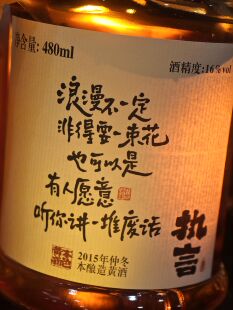 净含量: 480ml
酒精度:16%vol
浪漫不一定
非得要一束花
也可以是
有人愿意
听你讲一堆废话
执言
2015年仲冬
本酿造黄酒